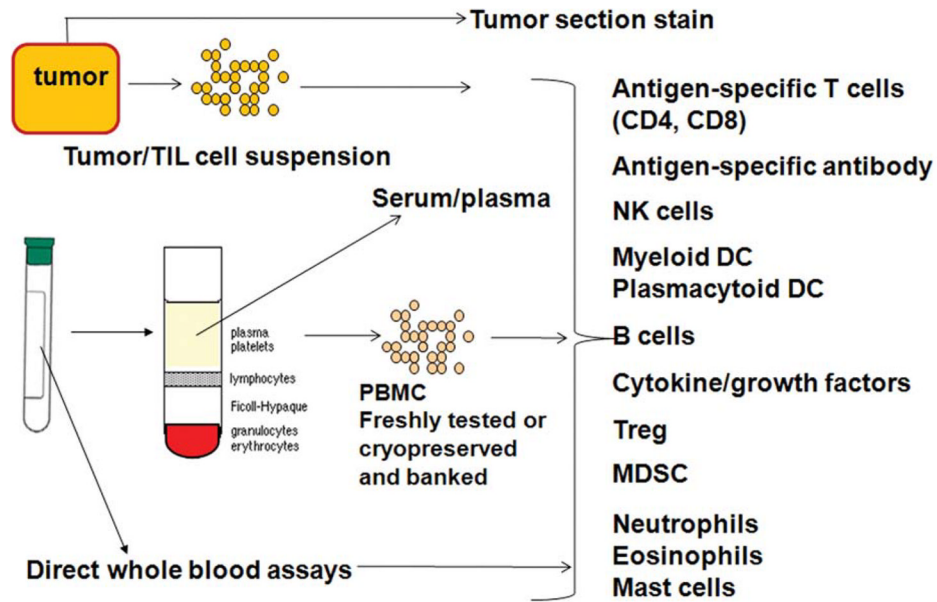 Tumor section stain
tumor
Tumor/TIL cell suspension
Serum/plasma
plasma
platelets
lymphocytes
Ficoll-Hypaque
granulocytes
erythrocytes
PBMC
Freshly tested or
cryopreserved
and banked
Direct whole blood assays
Antigen-specific T cells
(CD4, CD8)
Antigen-specific antibody
NK cells
Myeloid DC
Plasmacytoid DC
B cells
Cytokine/growth factors
Treg
MDSC
Neutrophils
Eosinophils
Mast cells